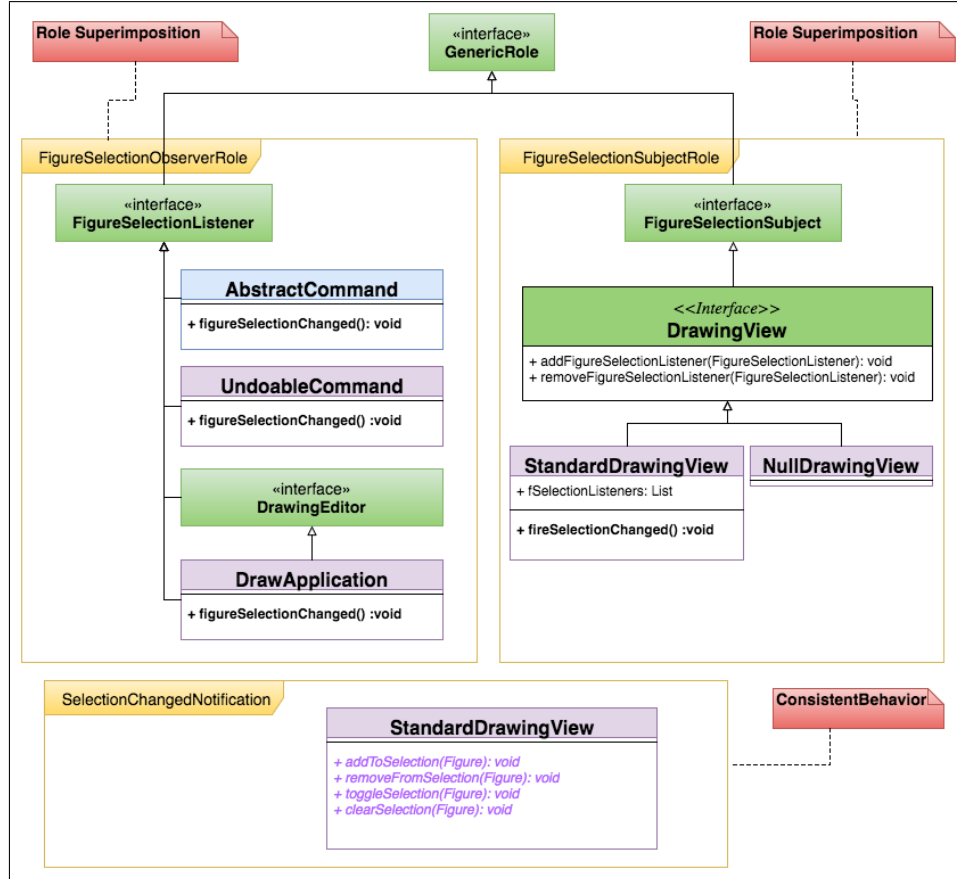 Role Superimposition
«interface»
GenericRole
Role Superimposition
FigureSelectionObserverRole
«interface»
FigureSelectionListener
AbstractCommand
+ figureSelectionChanged(): void
UndoableCommand
+ figureSelectionChanged() :void
«interface»
DrawingEditor
DrawApplication
+ figureSelectionChanged() :void
FigureSelectionSubjectRole
«interface»
FigureSelectionSubject
<<Interface>>
DrawingView
+ addFigureSelectionListener(FigureSelectionListener): void
+ removeFigureSelectionListener(FigureSelectionListener): void
StandardDrawingView
+ fSelectionListeners: List
+ fireSelectionChanged() :void
NullDrawingView
SelectionChangedNotification
StandardDrawingView
+ addToSelection(Figure): void
+ removeFromSelection(Figure): void
+ toggleSelection(Figure): void
+ clearSelection(Figure): void
ConsistentBehavior